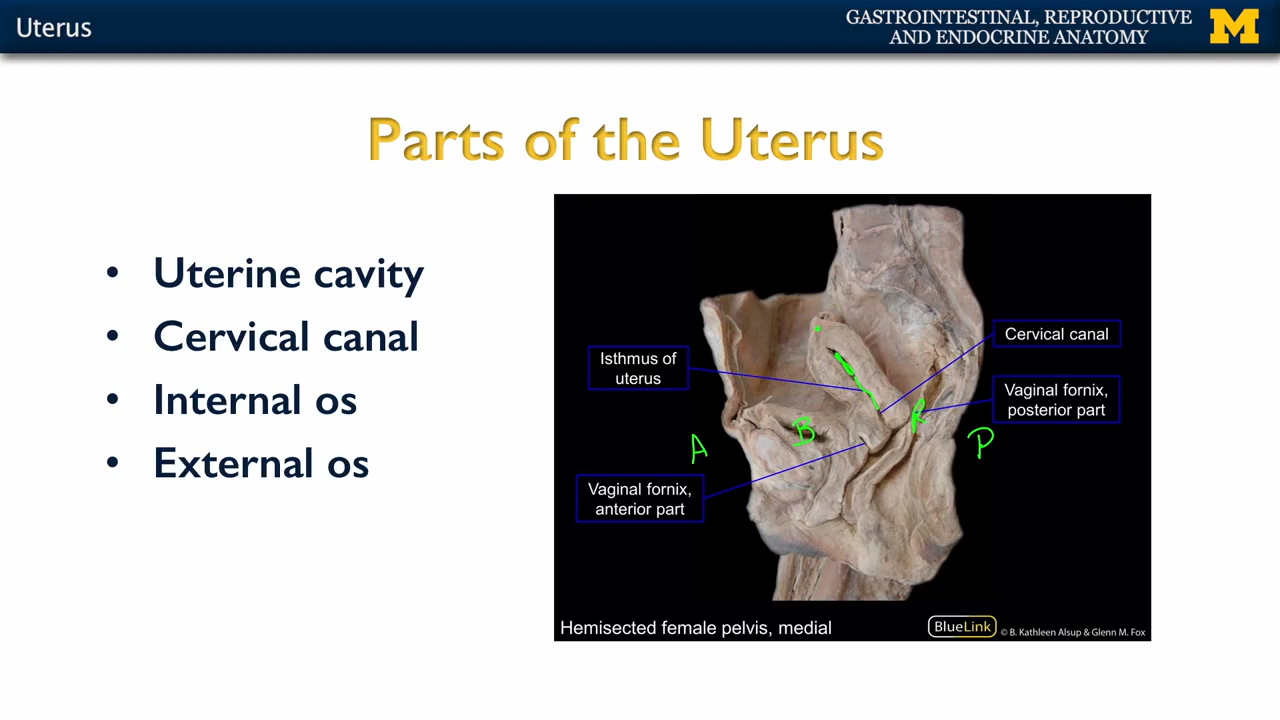 Uterus
GASTROINTESTINAL, REPRODUCTIVE
AND ENDOCRINE ANATOMY
M
Parts of the Uterus
• Uterine cavity
• Cervical canal
• Internal os
• External os
Isthmus of
uterus
Cervical canal
Vaginal fornix,
posterior part
Vaginal fornix,
anterior part
A
B
R
P
Hemisected female pelvis, medial
BlueLink
© B. Kathleen Alsup & Glenn M. Fox